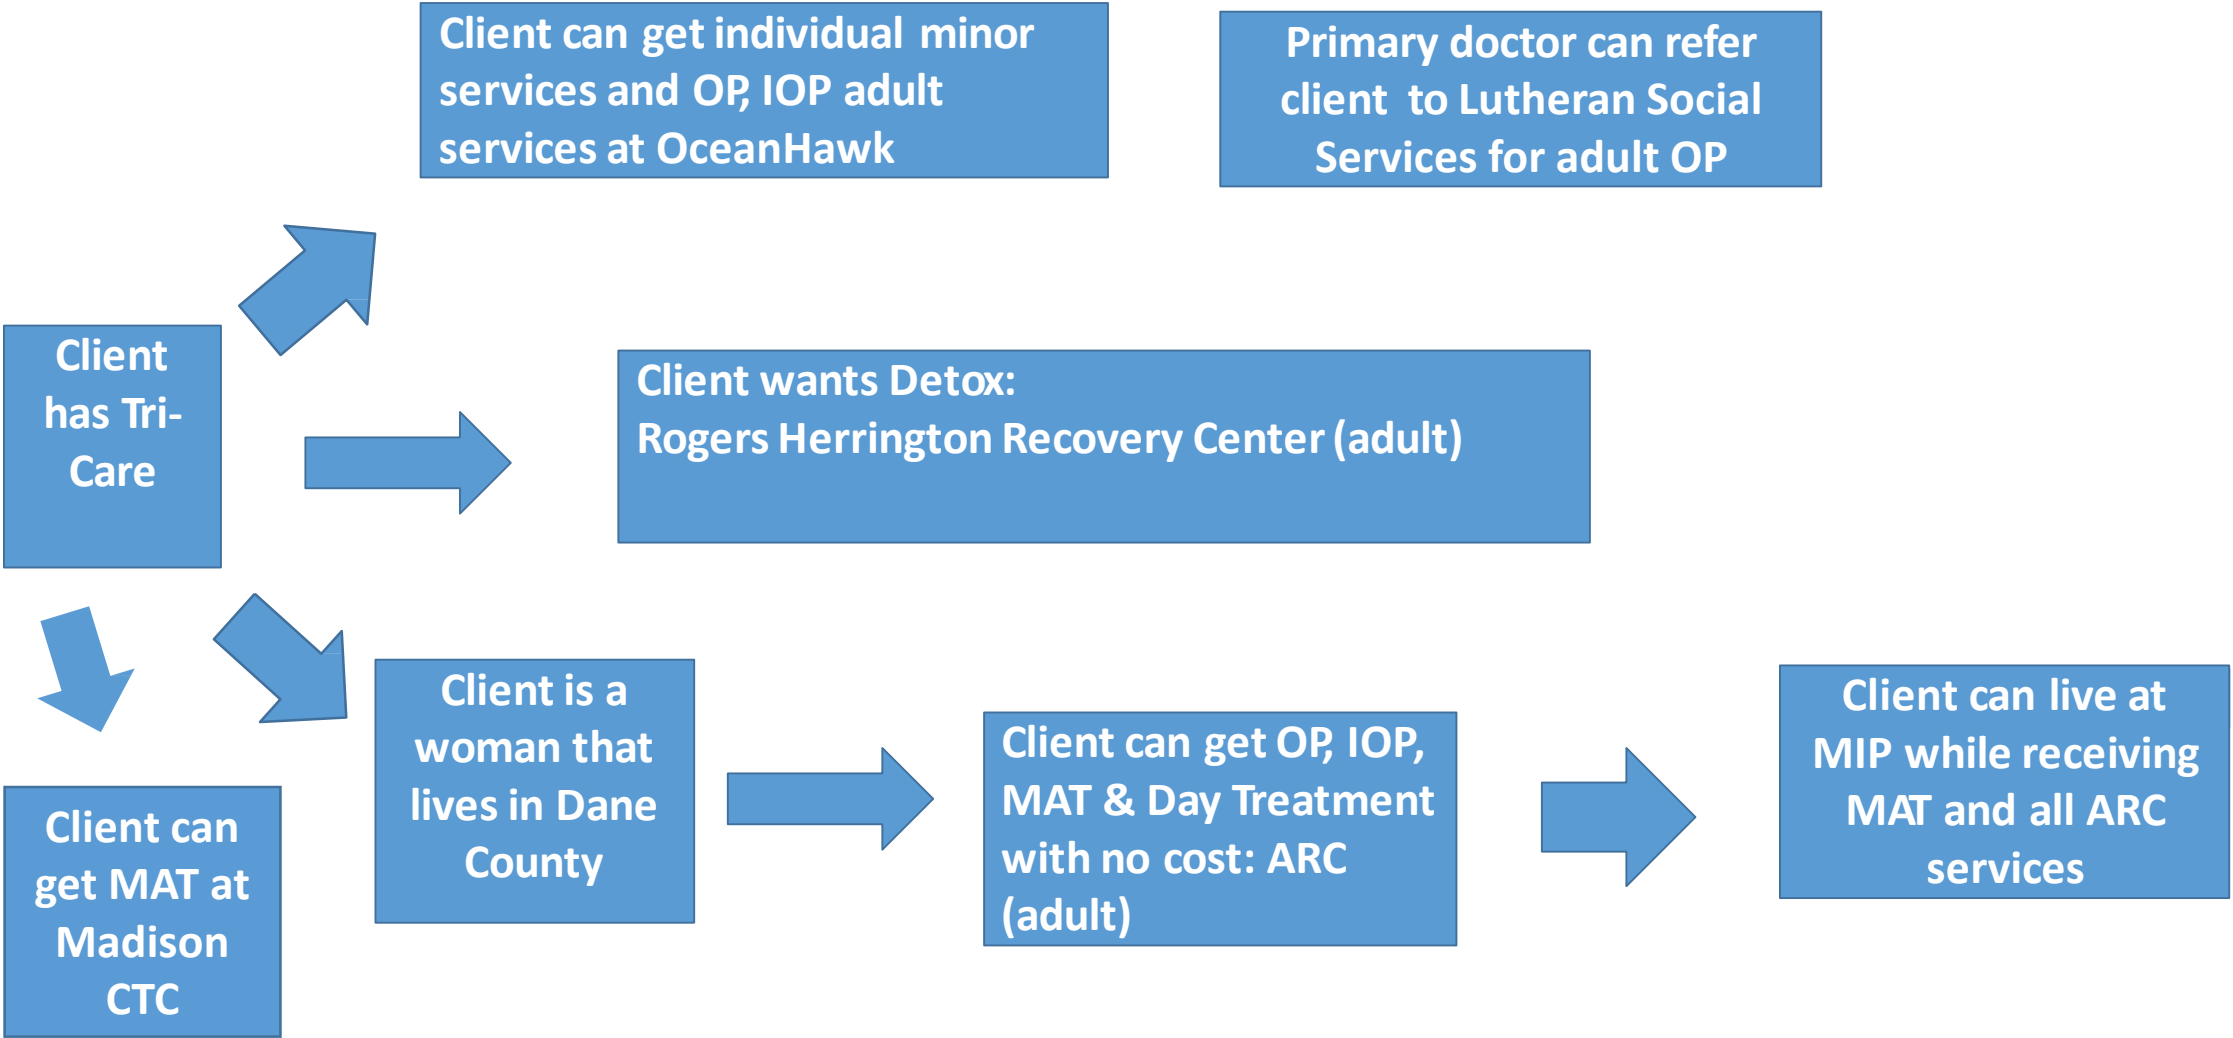 Client can get individual minor
services and OP, IOP adult
services at OceanHawk
Primary doctor can refer
client to Lutheran Social
Services for adult OP
Client
has Tri-
Care
Client wants Detox:
Rogers Herrington Recovery Center (adult)
Client can
get MAT at
Madison
CTC
Client is a
woman that
lives in Dane
County
Client can get OP, IOP,
MAT & Day Treatment
with no cost: ARC
(adult)
Client can live at
MIP while receiving
MAT and all ARC
services